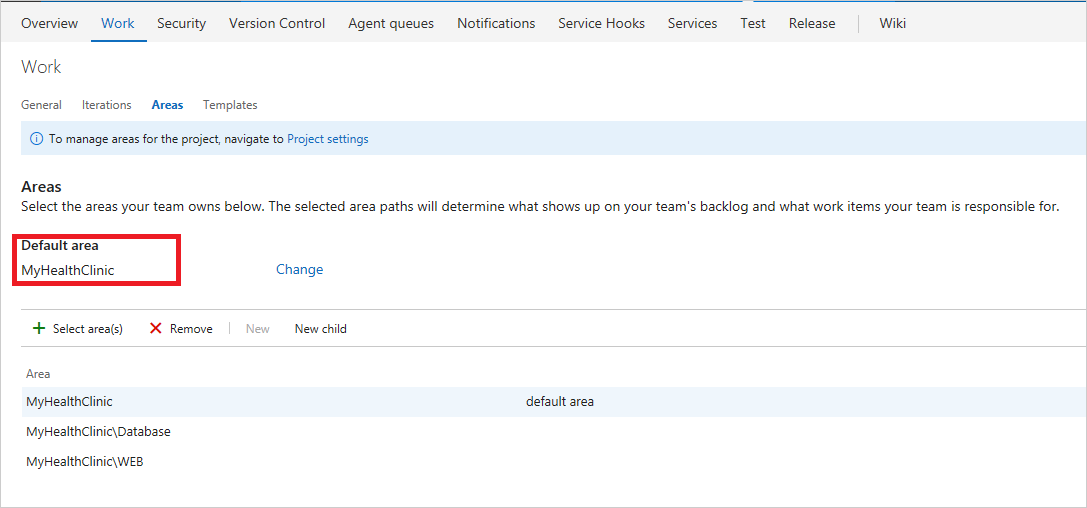 Overview Work Security Version Control Agent queues Notifications Service Hooks Services Test Release Wiki
Work
General Iterations Areas Templates
To manage areas for the project, navigate to Project settings
Areas
Select the areas your team owns below. The selected area paths will determine what shows up on your team's backlog and what work items your team is responsible for.
Default area
MyHealthClinic Change
Select area(s) Remove New New child
Area
MyHealthClinic default area
MyHealthClinic\Database
MyHealthClinic\WEB